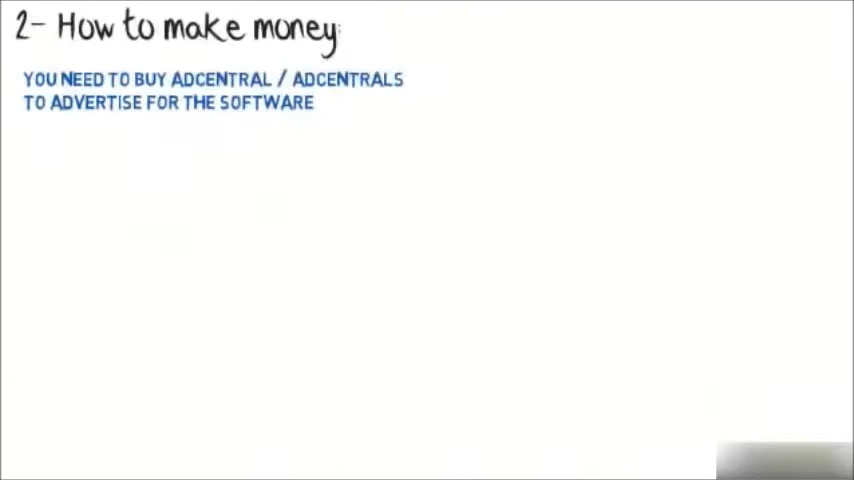 2- How to make money:
YOU NEED TO BUY ADCENTRAL / ADCENTRALS
TO ADVERTISE FOR THE SOFTWARE